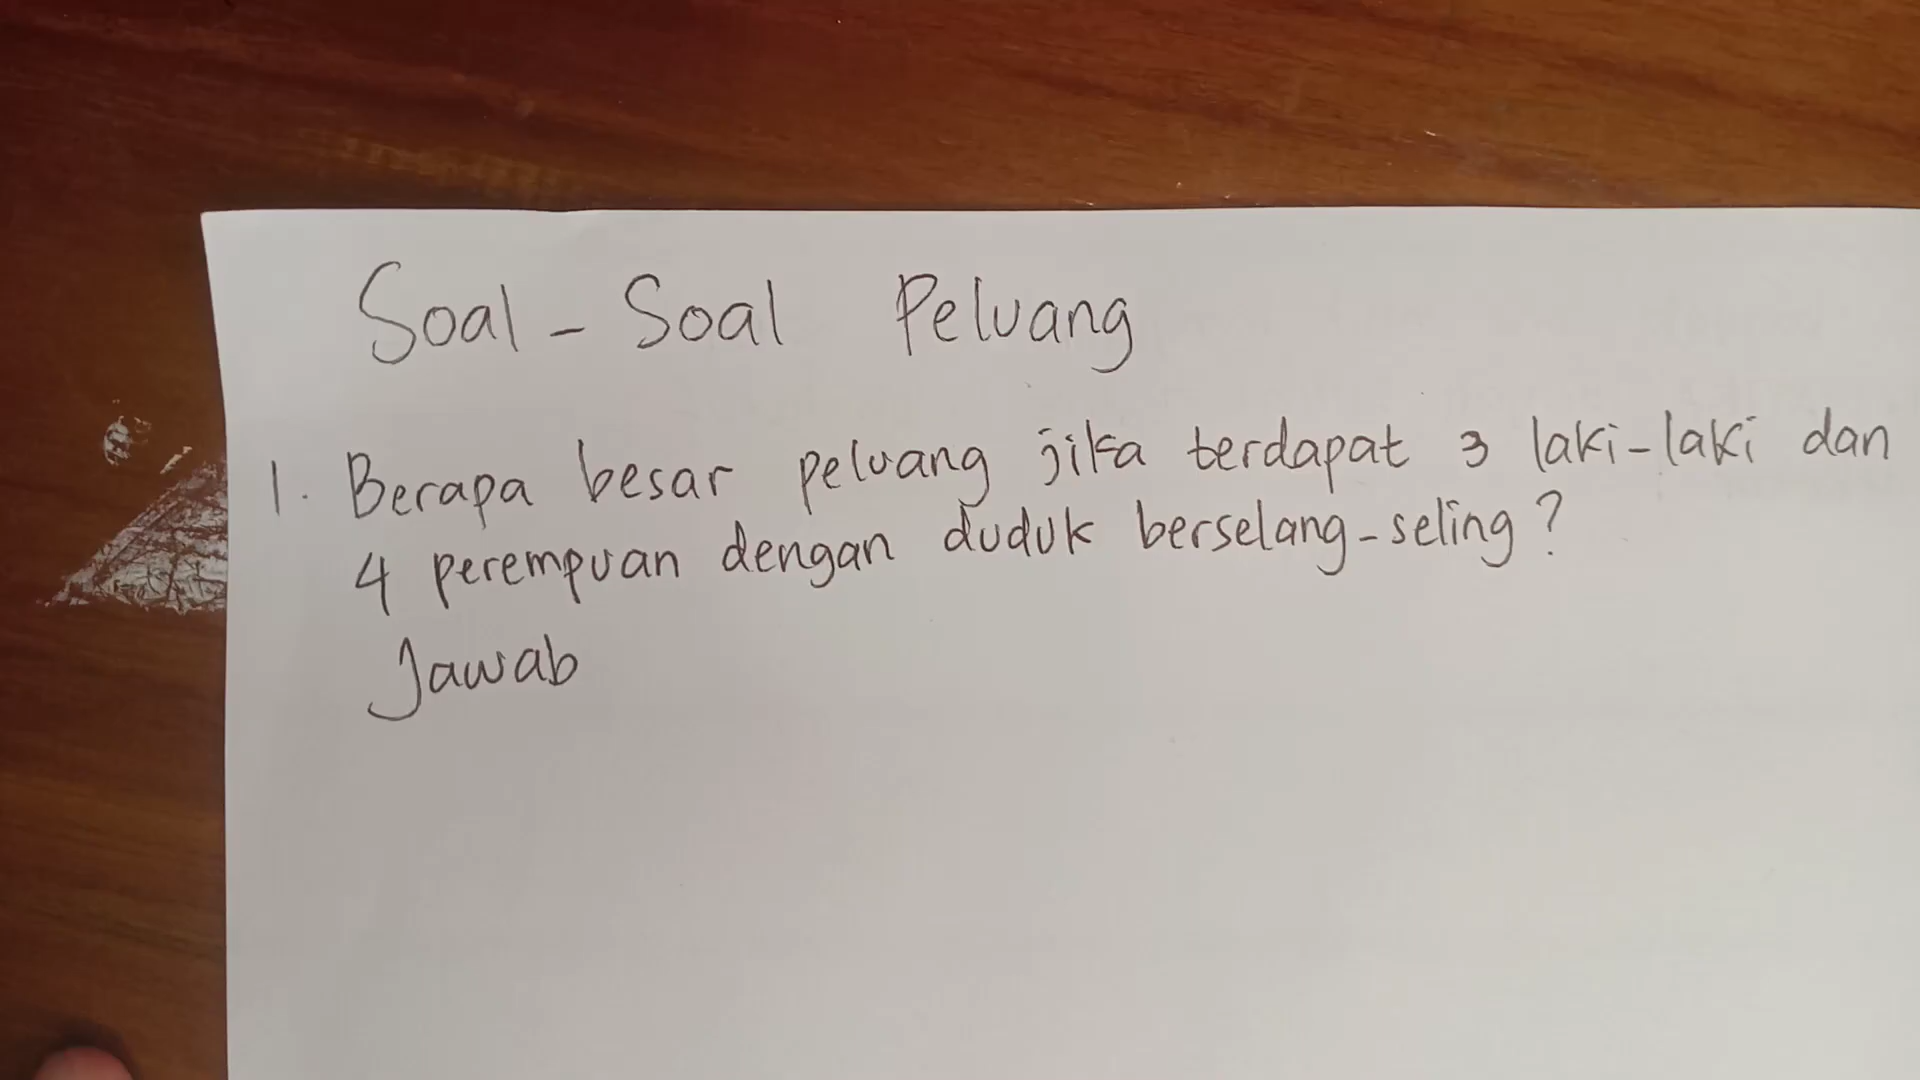 Soal - Soal Peluang
1. Berapa besar peluang jika terdapat 3 laki-laki dan
4 perempuan dengan duduk berselang-seling?
Jawab